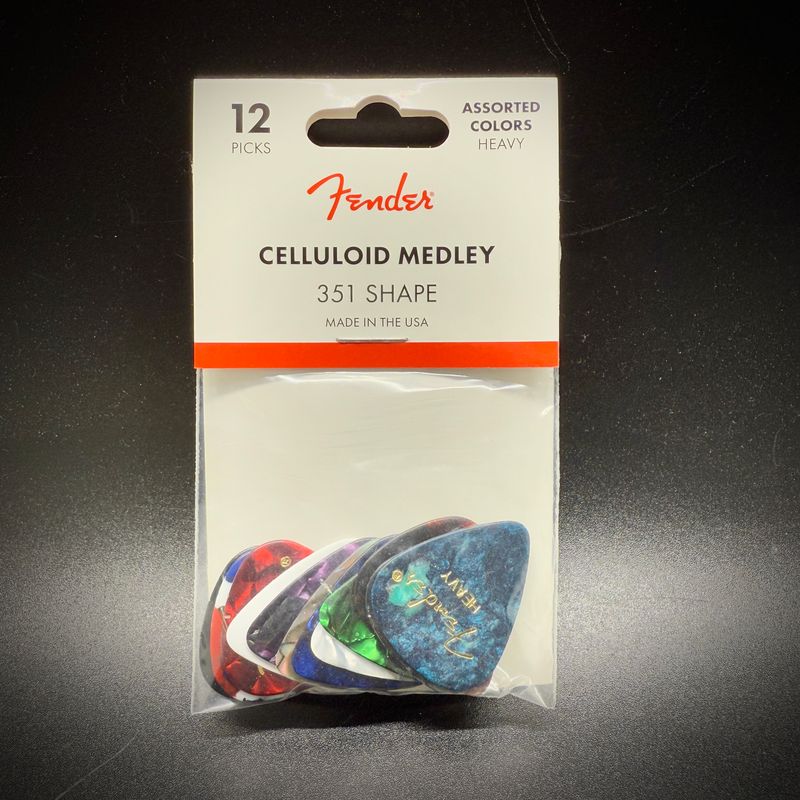 12
PICKS
ASSORTED
COLORS
HEAVY
Fender®
CELLULOID MEDLEY
351 SHAPE
MADE IN THE USA
Fender®
HEAVY